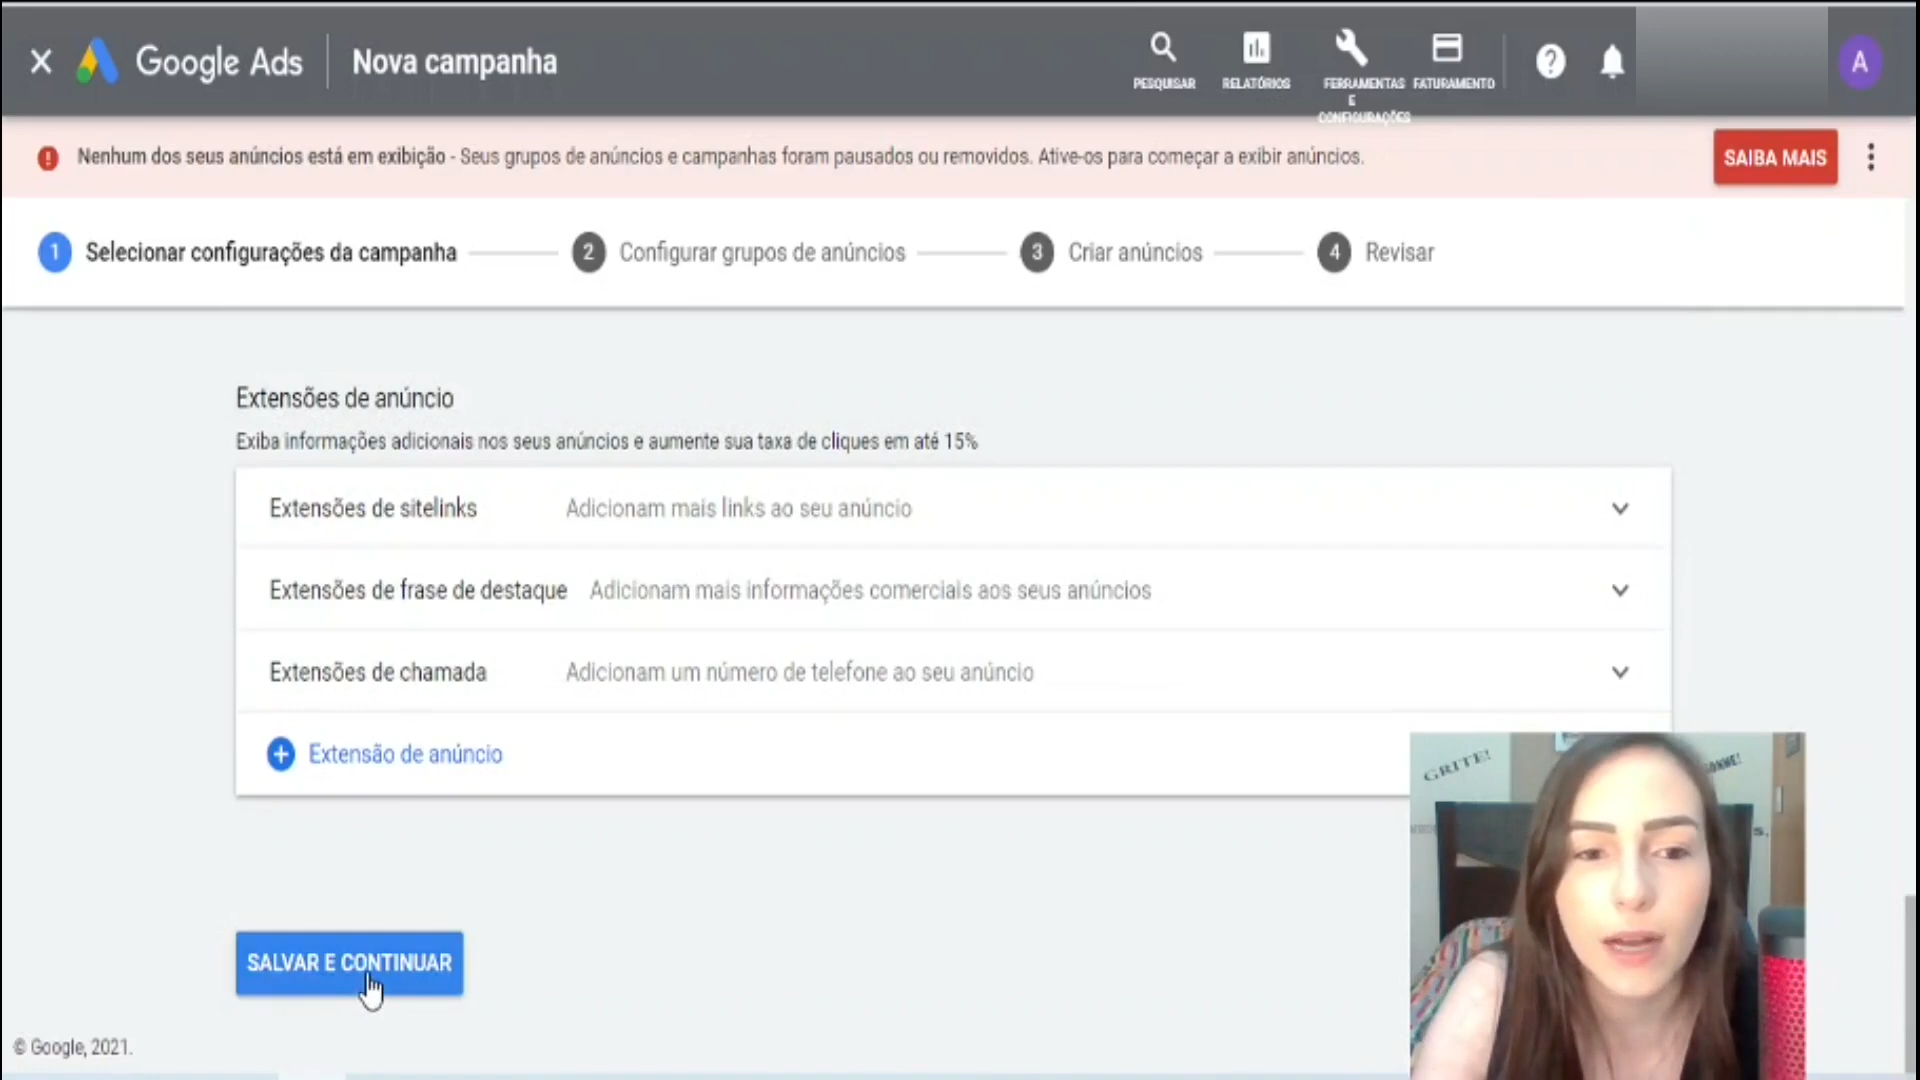 Google Ads
Nova campanha
PESQUISAR
RELATÓRIOS
FERRAMENTAS
E
CONFIGURAÇÕES
FATURAMENTO
A
Nenhum dos seus anúncios está em exibição - Seus grupos de anúncios e campanhas foram pausados ou removidos. Ative-os para começar a exibir anúncios.
SAIBA MAIS
1 Selecionar configurações da campanha
2 Configurar grupos de anúncios
3 Criar anúncios
4 Revisar
Extensões de anúncio
Exiba informações adicionais nos seus anúncios e aumente sua taxa de cliques em até 15%
Extensões de sitelinks Adicionam mais links ao seu anúncio
Extensões de frase de destaque Adicionam mais informações comerciais aos seus anúncios
Extensões de chamada Adicionam um número de telefone ao seu anúncio
Extensão de anúncio
GRITE!
SALVAR E CONTINUAR
© Google, 2021.